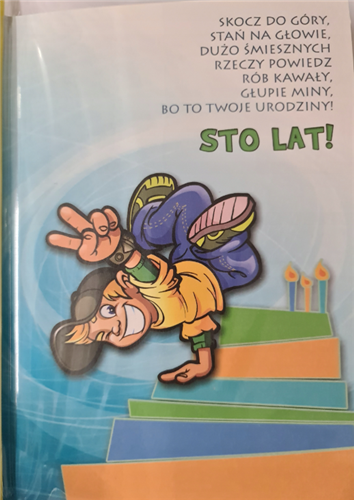 SKOCZ DO GÓRY,
STAŃ NA GŁOWIE,
DUŻO ŚMIESZNYCH
RZECZY POWIEDZ
RÓB KAWAŁY,
GŁUPIE MINY,
BO TO TWOJE URODZINY!
STO LAT!